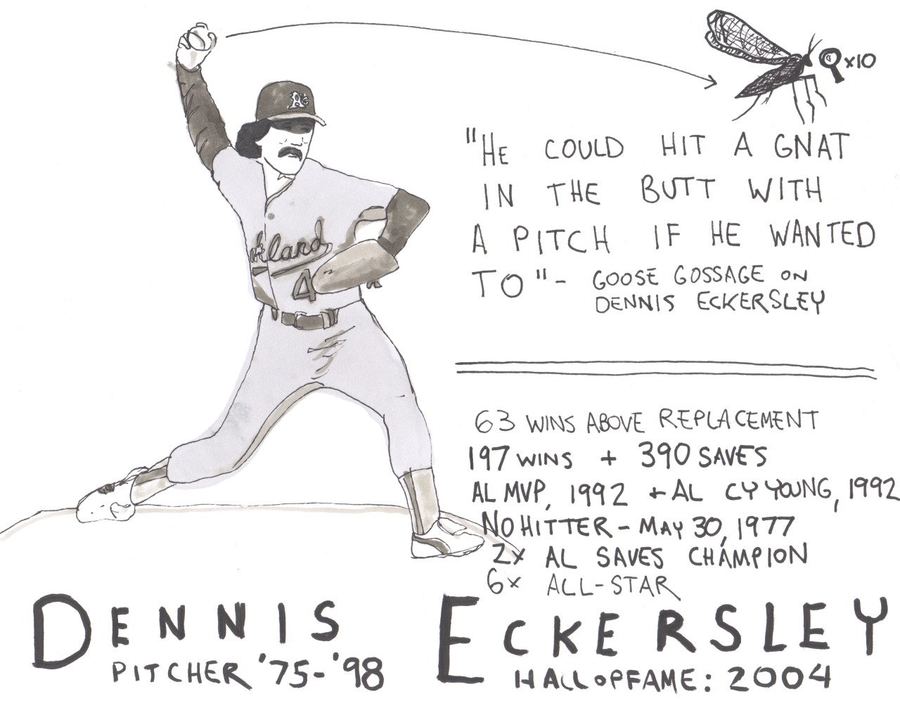 A's
x10
"HE COULD HIT A GNAT
IN THE BUTT WITH
A PITCH IF HE WANTED
TO" - GOOSE GOSSAGE ON
DENNIS ECKERSLEY
kland
4
63 WINS ABOVE REPLACEMENT
197 WINS + 390 SAVES
AL MVP, 1992 + AL CY YOUNG, 1992
NO HITTER - MAY 30, 1977
2x AL SAVES CHAMPION
6x ALL-STAR
DENNIS ECKERSLEY
PITCHER '75-'98 HALL OF FAME: 2004